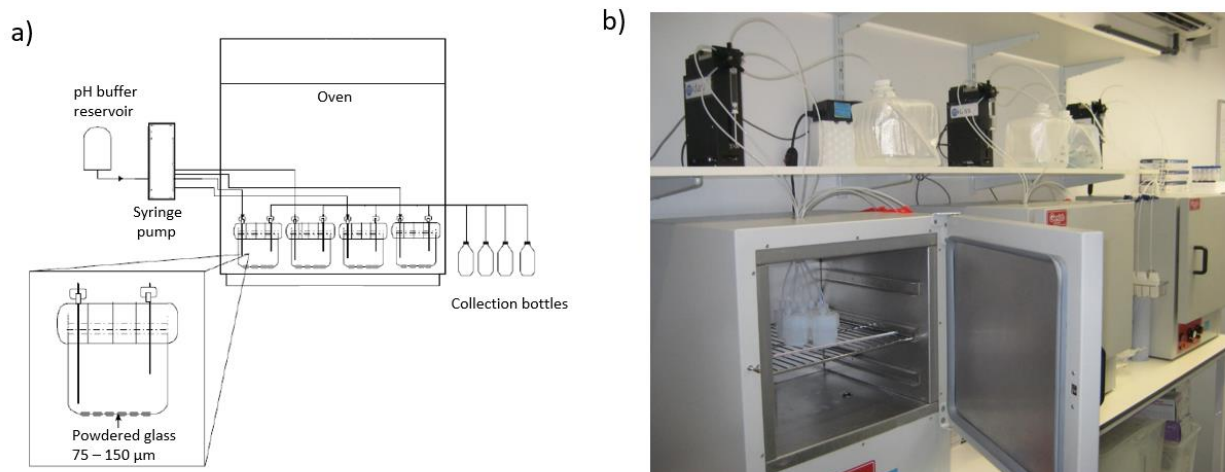 a)
pH buffer
reservoir
Syringe
pump
Oven
Collection bottles
Powdered glass
75 – 150 μm
b)